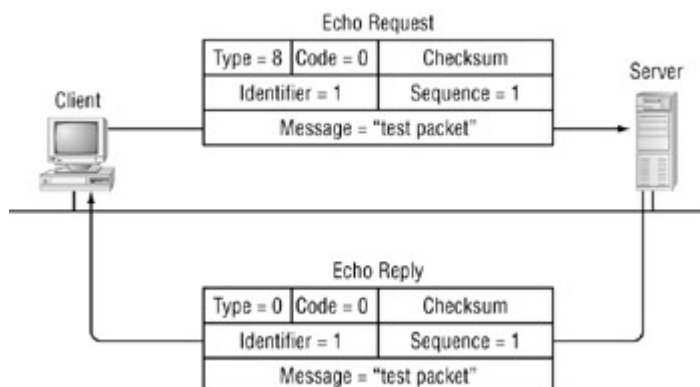 Echo Request
Type = 8 Code = 0 Checksum
Server
Identifier = 1 Sequence = 1
Client
Message = "test packet"
Echo Reply
Type = 0 Code = 0 Checksum
Identifier = 1 Sequence = 1
Message = "test packet"